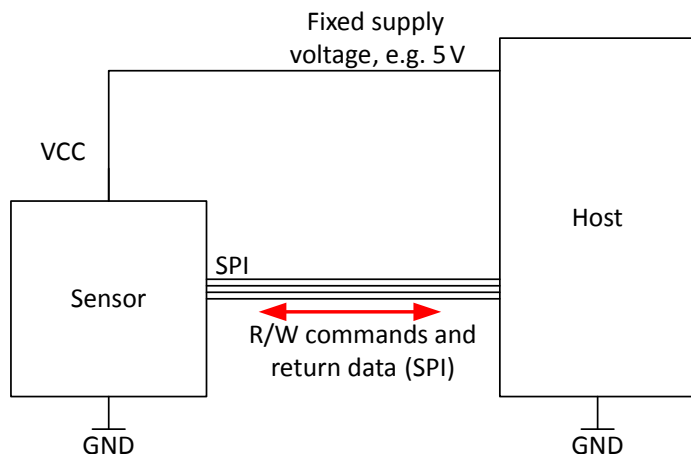 Fixed supply
voltage, e.g. 5 V
VCC
Host
SPI
Sensor
R/W commands and
return data (SPI)
GND
GND